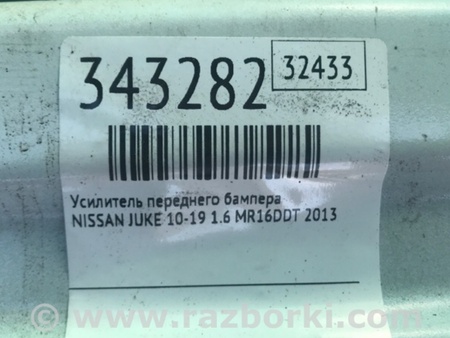 343282
32433
Усилитель переднего бампера
NISSAN JUKE 10-19 1.6 MR16DDT 2013
www.razborki.com